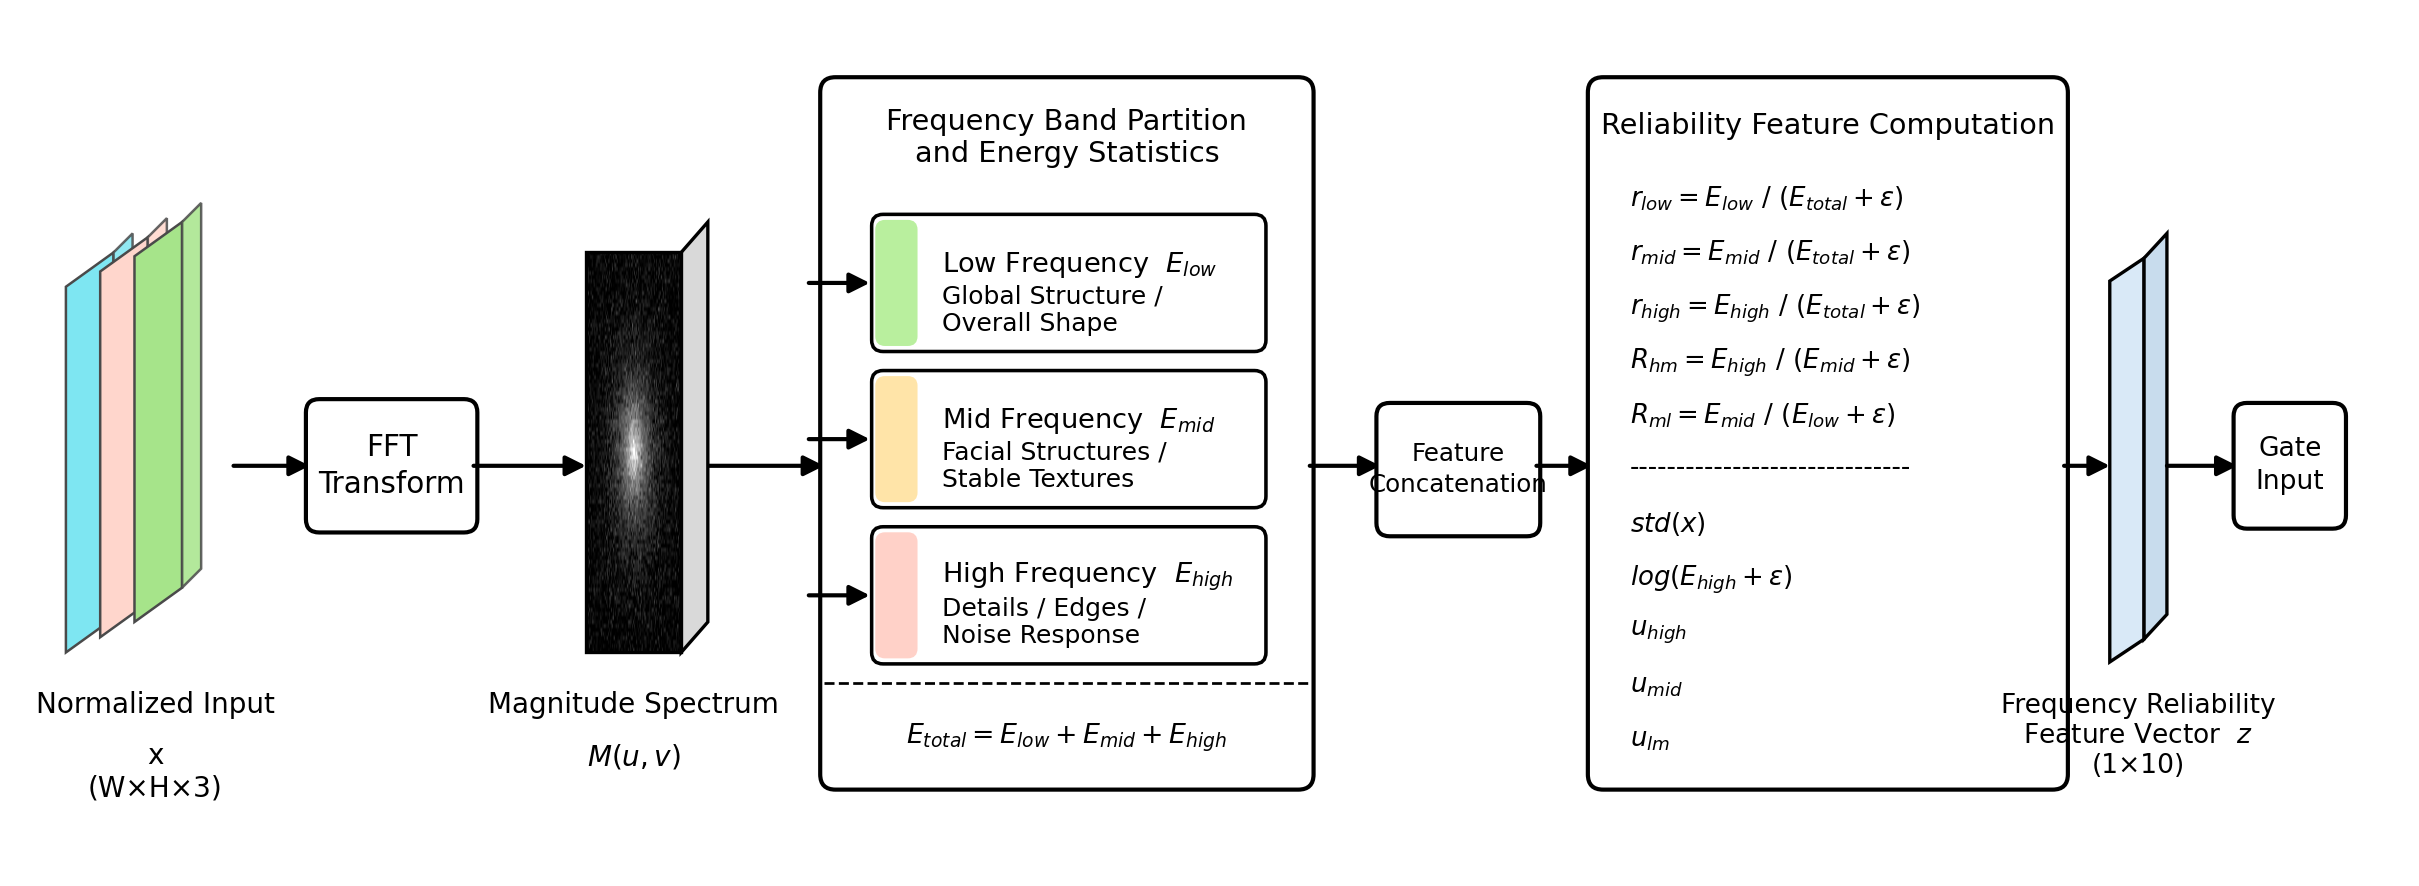 Normalized Input
x
(W×H×3)
FFT
Transform
Magnitude Spectrum
M(u, v)
Frequency Band Partition
and Energy Statistics
Low Frequency E_low
Global Structure /
Overall Shape
Mid Frequency E_mid
Facial Structures /
Stable Textures
High Frequency E_high
Details / Edges /
Noise Response
E_total = E_low + E_mid + E_high
Feature
Concatenation
Reliability Feature Computation
r_low = E_low / (E_total + ε)
r_mid = E_mid / (E_total + ε)
r_high = E_high / (E_total + ε)
R_hm = E_high / (E_mid + ε)
R_ml = E_mid / (E_low + ε)
------------------------------
std(x)
log(E_high + ε)
u_high
u_mid
u_lm
Frequency Reliability
Feature Vector z
(1×10)
Gate
Input